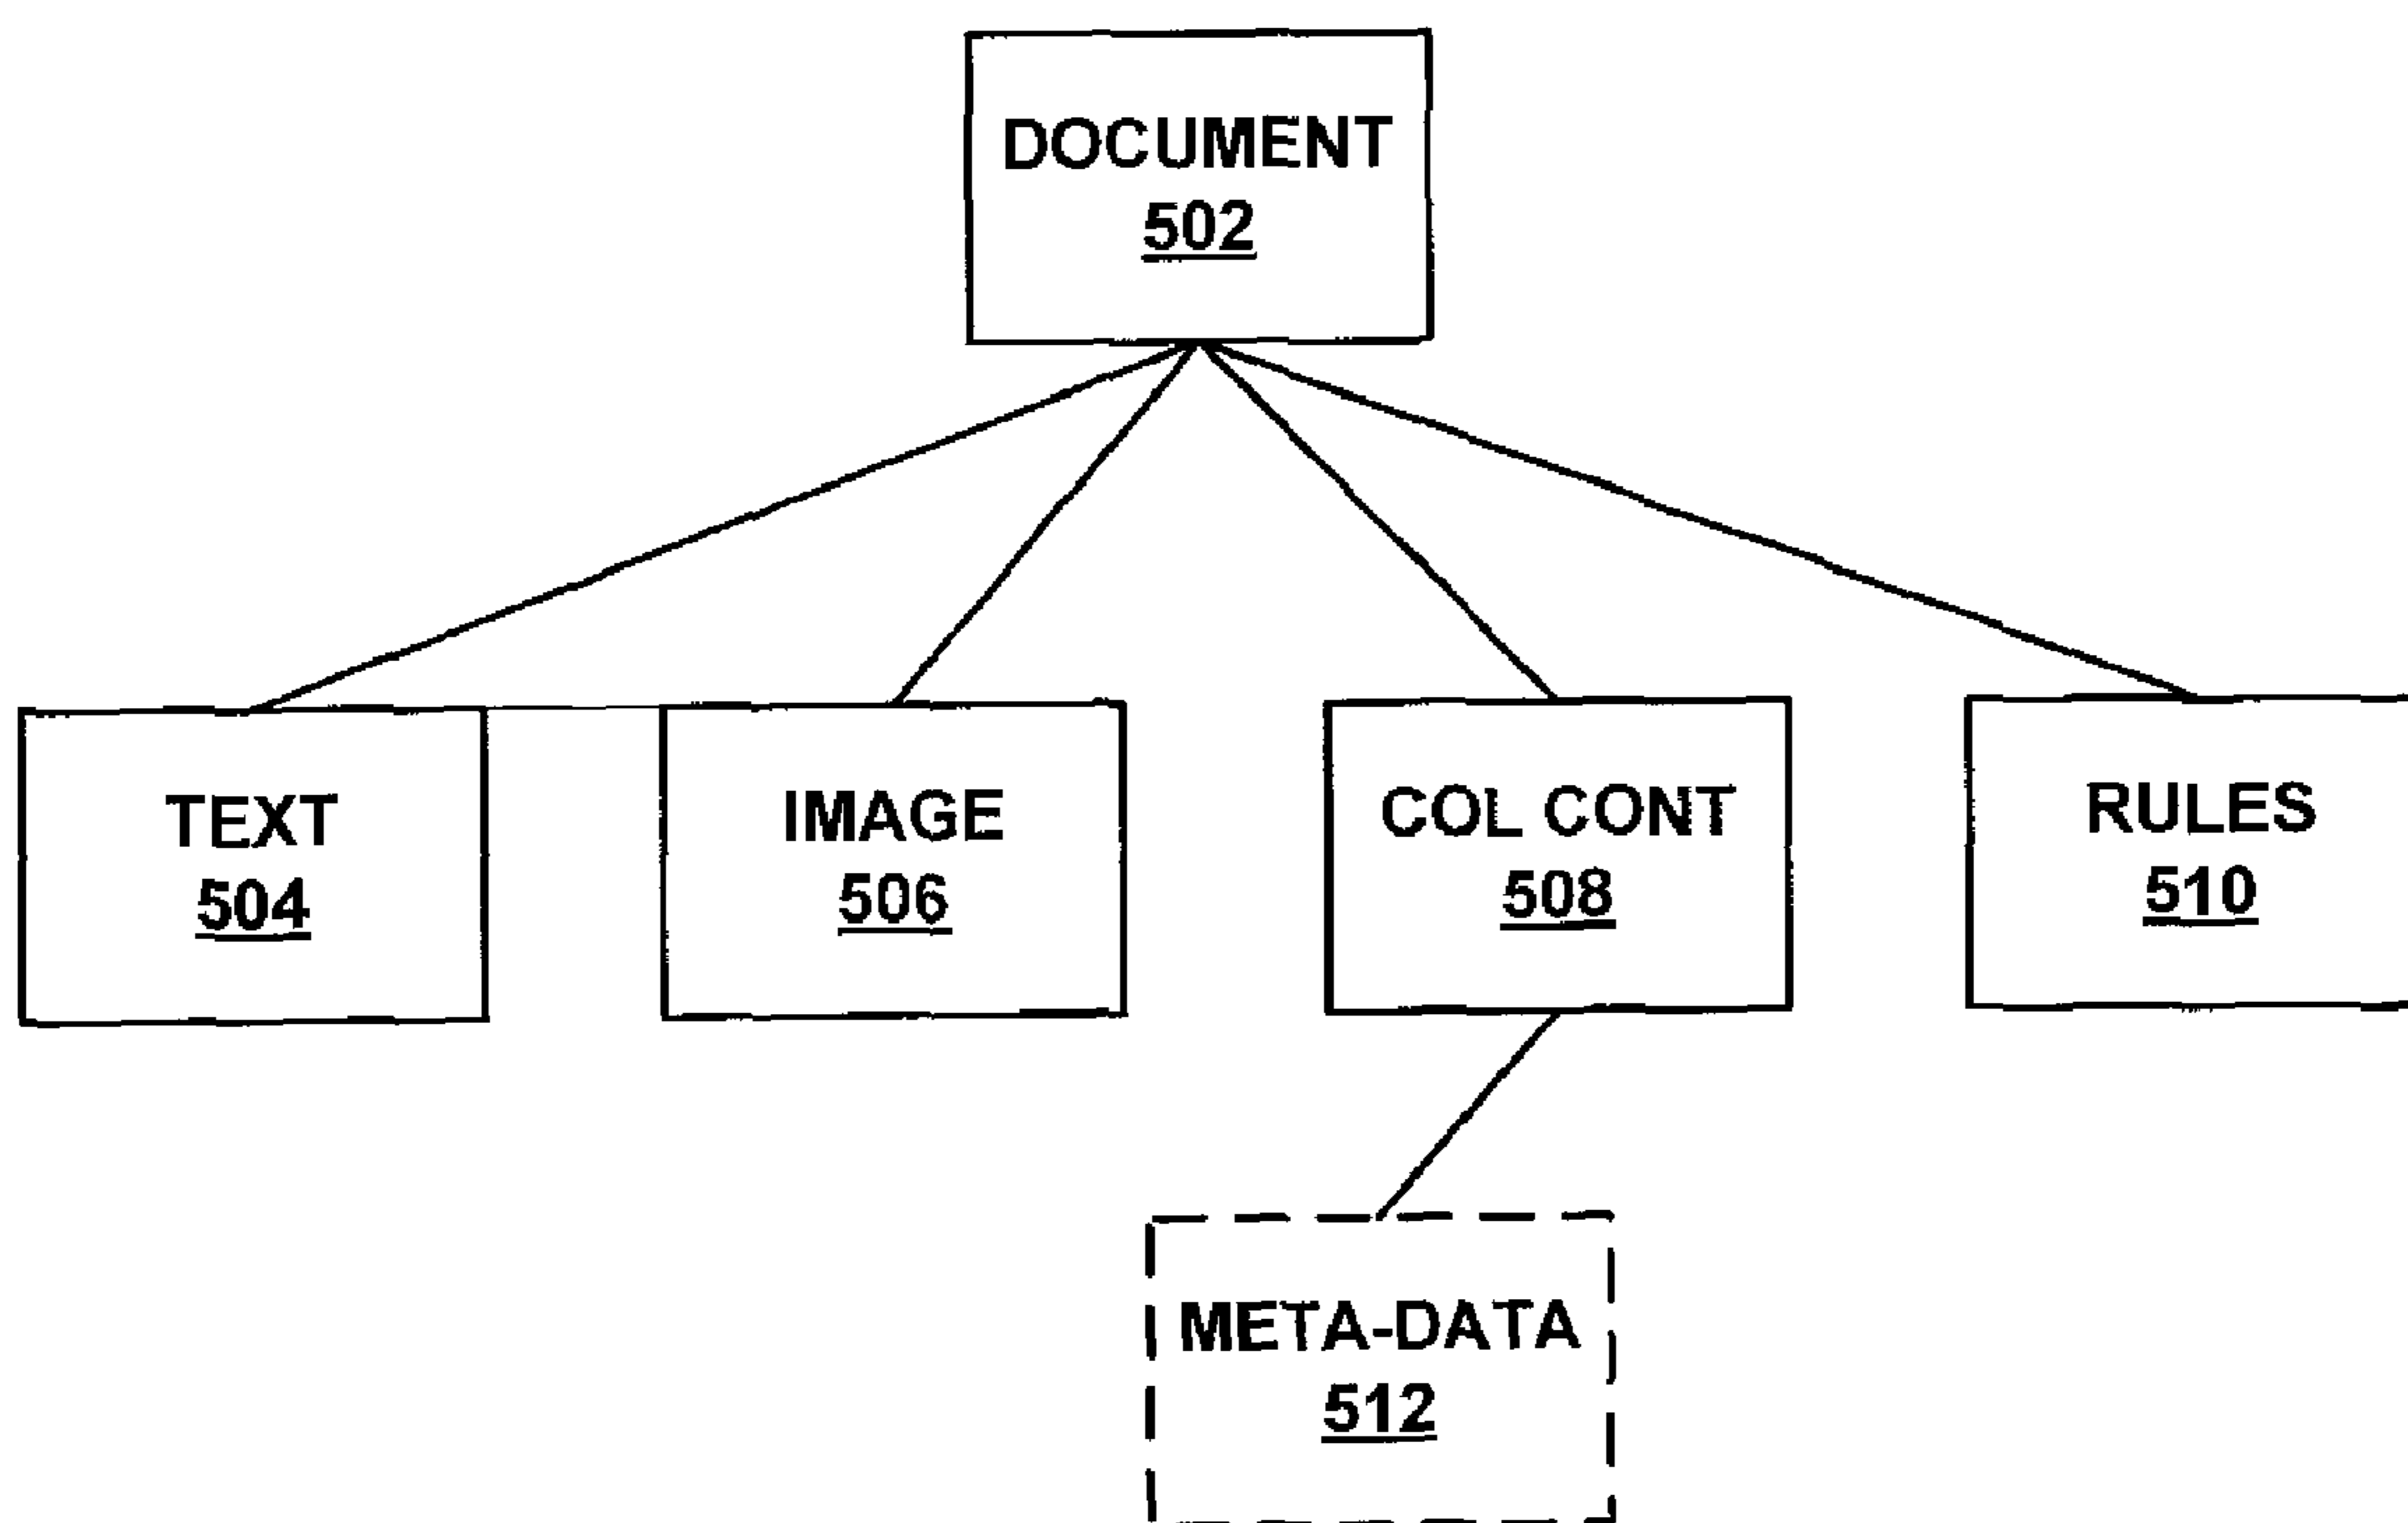 DOCUMENT
502
TEXT
504
IMAGE
506
COL CONT
508
RULES
510
META-DATA
512